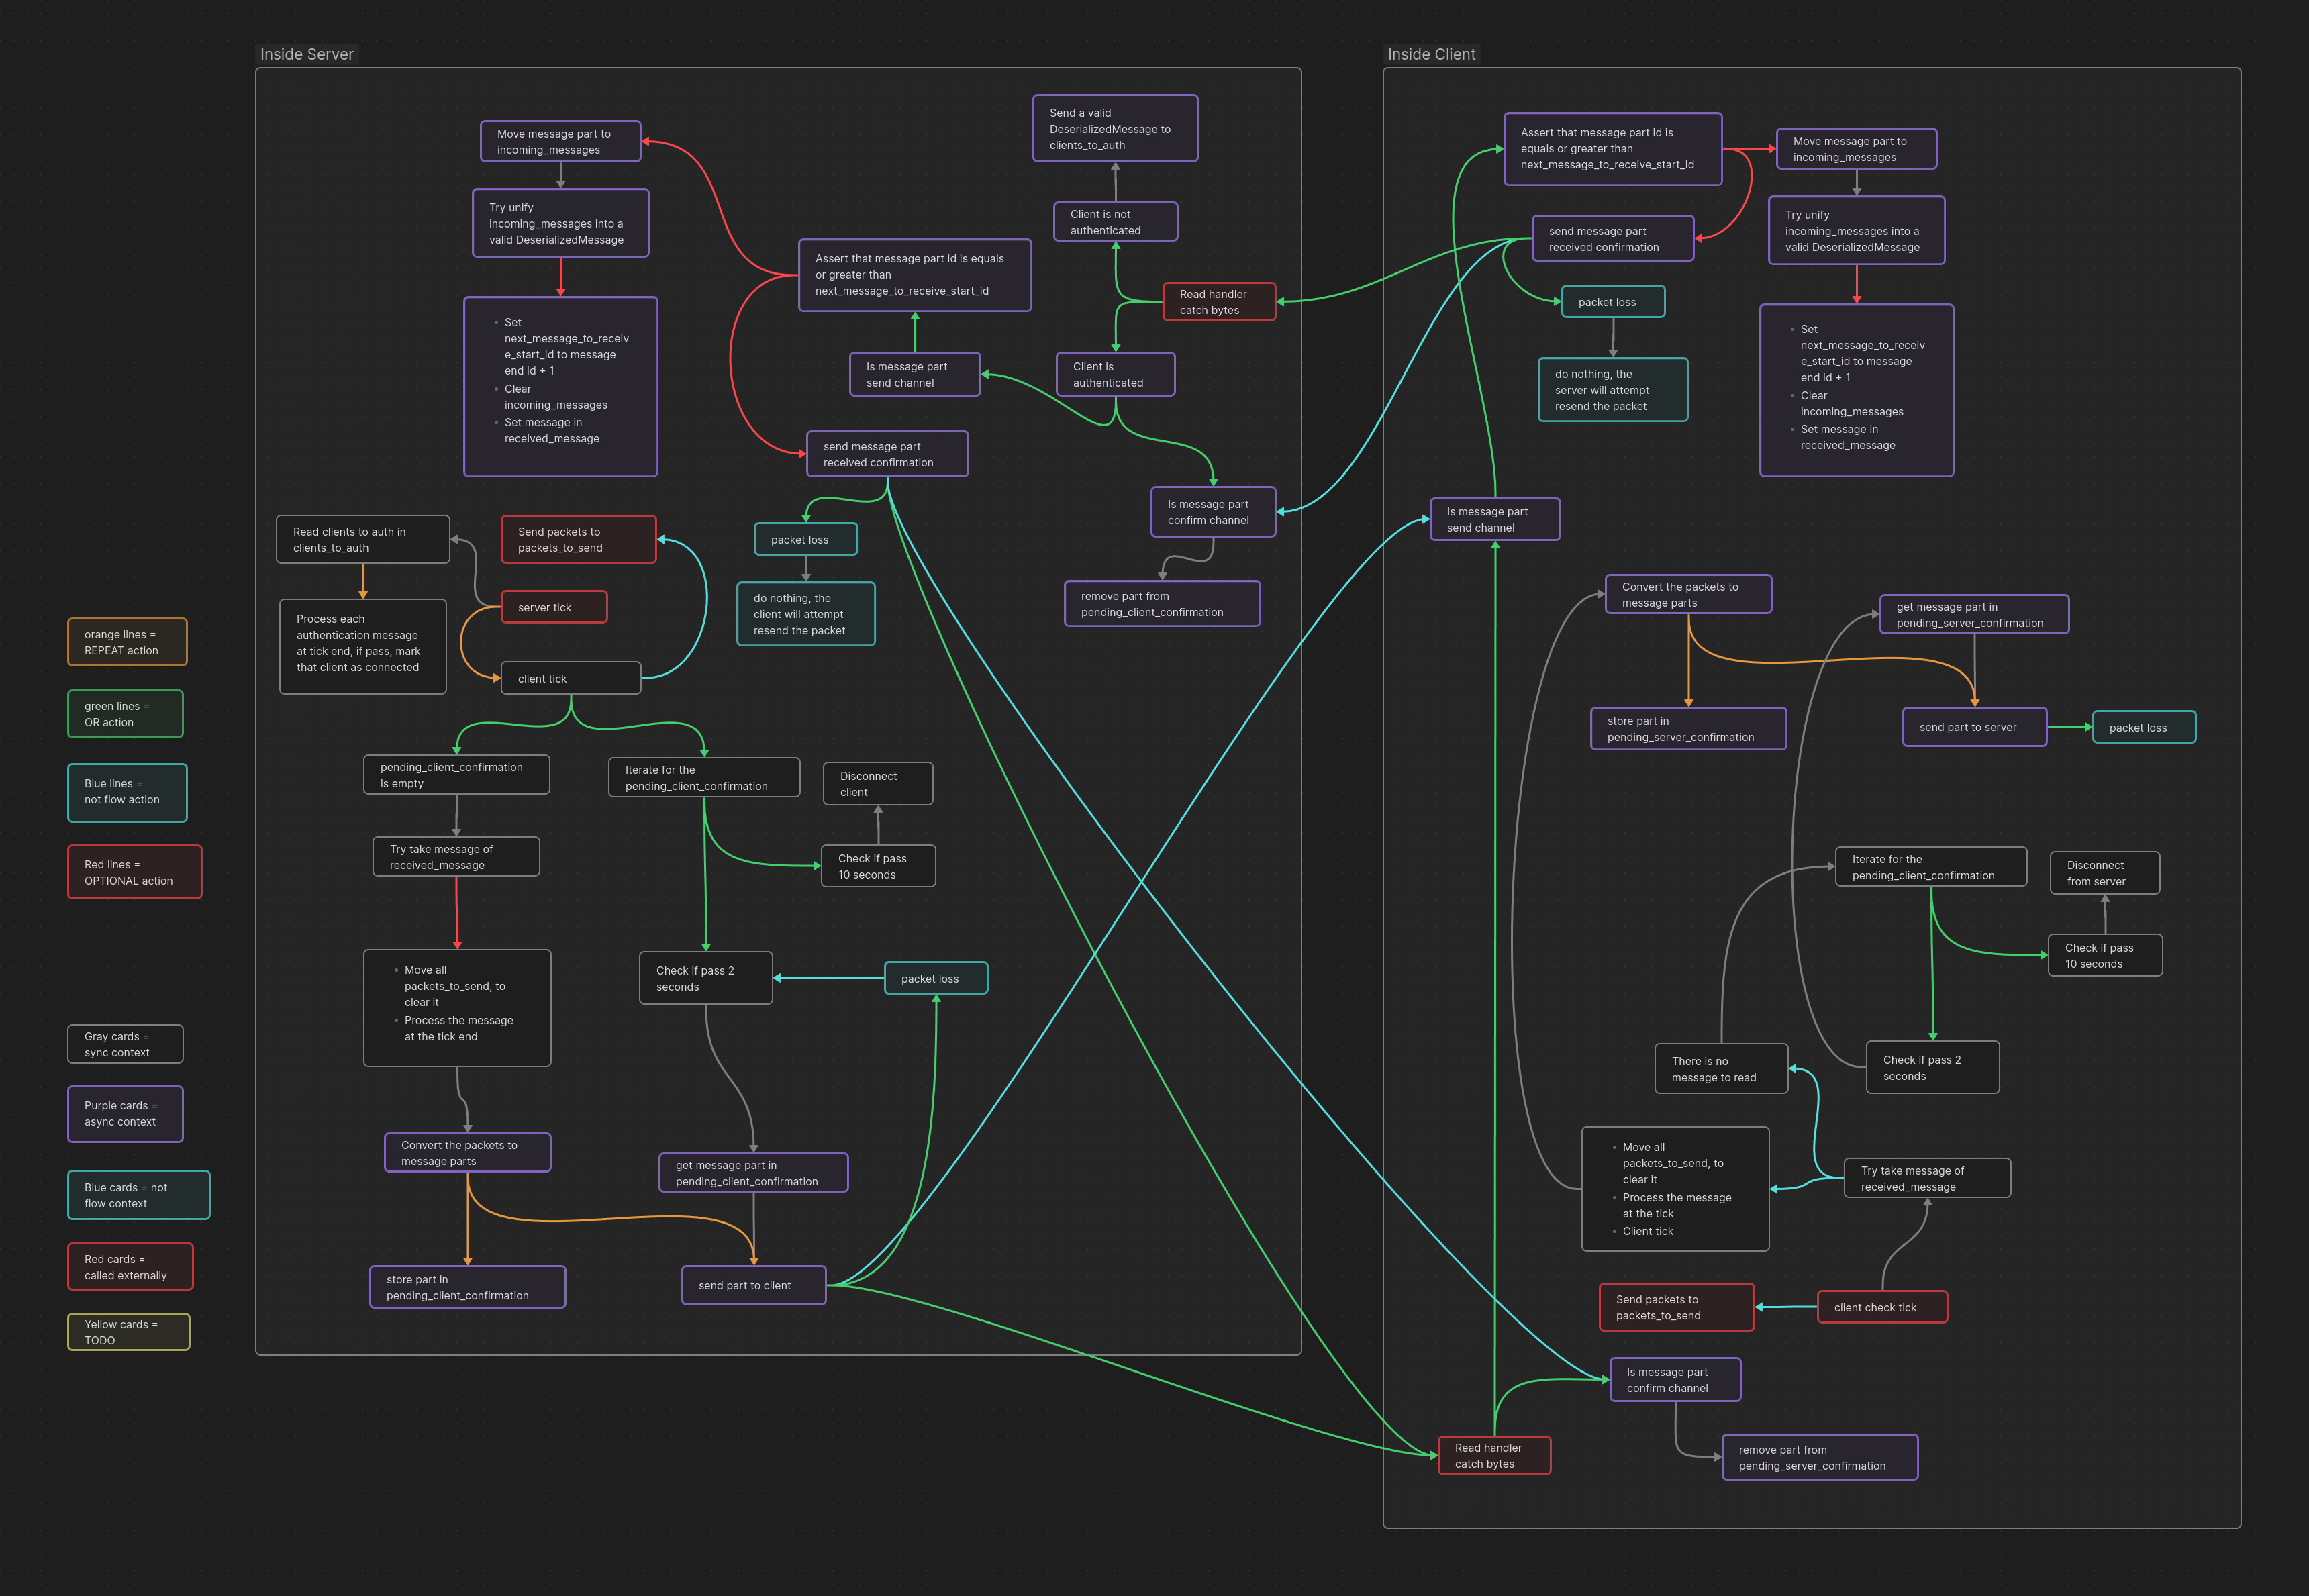 Inside Server
Send a valid
DeserializedMessage to
clients_to_auth
Move message part to
incoming_messages
Try unify
incoming_messages into a
valid DeserializedMessage
Client is not
authenticated
Assert that message part id is equals
or greater than
next_message_to_receive_start_id
Read handler
catch bytes
Set
next_message_to_receiv
e_start_id to message
end id + 1
Clear
incoming_messages
Set message in
received_message
Is message part
send channel
Client is
authenticated
send message part
received confirmation
Is message part
confirm channel
Read clients to auth in
clients_to_auth
Send packets to
packets_to_send
packet loss
do nothing, the
client will attempt
resend the packet
remove part from
pending_client_confirmation
server tick
Process each
authentication message
at tick end, if pass, mark
that client as connected
client tick
pending_client_confirmation
is empty
Iterate for the
pending_client_confirmation
Disconnect
client
Try take message of
received_message
Check if pass
10 seconds
Move all
packets_to_send, to
clear it
Process the message
at the tick end
Check if pass 2
seconds
packet loss
Convert the packets to
message parts
get message part in
pending_client_confirmation
store part in
pending_client_confirmation
send part to client
Inside Client
Assert that message part id is
equals or greater than
next_message_to_receive_start_id
Move message part to
incoming_messages
send message part
received confirmation
Try unify
incoming_messages into a
valid DeserializedMessage
packet loss
do nothing, the
server will attempt
resend the packet
Set
next_message_to_receiv
e_start_id to message
end id + 1
Clear
incoming_messages
Set message in
received_message
Is message part
send channel
Convert the packets to
message parts
get message part in
pending_server_confirmation
store part in
pending_server_confirmation
send part to server
packet loss
Iterate for the
pending_client_confirmation
Disconnect
from server
Check if pass
10 seconds
There is no
message to read
Check if pass 2
seconds
Move all
packets_to_send, to
clear it
Process the message
at the tick
Client tick
Try take message of
received_message
Send packets to
packets_to_send
client check tick
Is message part
confirm channel
Read handler
catch bytes
remove part from
pending_server_confirmation
orange lines =
REPEAT action
green lines =
OR action
Blue lines =
not flow action
Red lines =
OPTIONAL action
Gray cards =
sync context
Purple cards =
async context
Blue cards = not
flow context
Red cards =
called externally
Yellow cards =
TODO